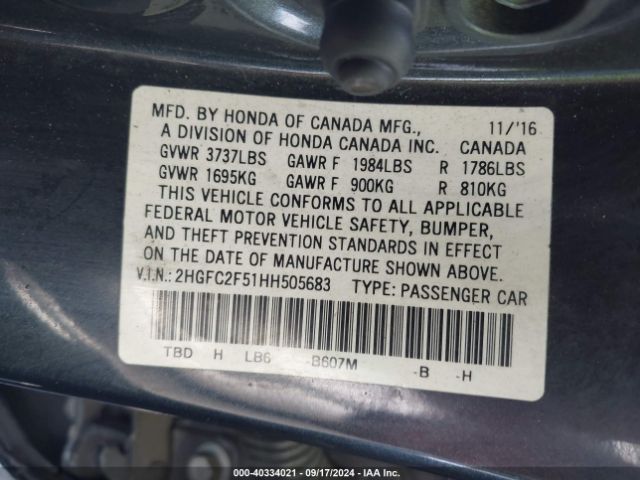 MFD. BY HONDA OF CANADA MFG., 11/'16
A DIVISION OF HONDA CANADA INC. CANADA
GVWR 3737LBS GAWR F 1984LBS R 1786LBS
GVWR 1695KG GAWR F 900KG R 810KG
THIS VEHICLE CONFORMS TO ALL APPLICABLE
FEDERAL MOTOR VEHICLE SAFETY, BUMPER,
AND THEFT PREVENTION STANDARDS IN EFFECT
ON THE DATE OF MANUFACTURE SHOWN ABOVE.
V.I.N.: 2HGFC2F51HH505683 TYPE: PASSENGER CAR
TBD H LB6 -B607M -B -H
000-40334021 - 09/17/2024 - IAA Inc.